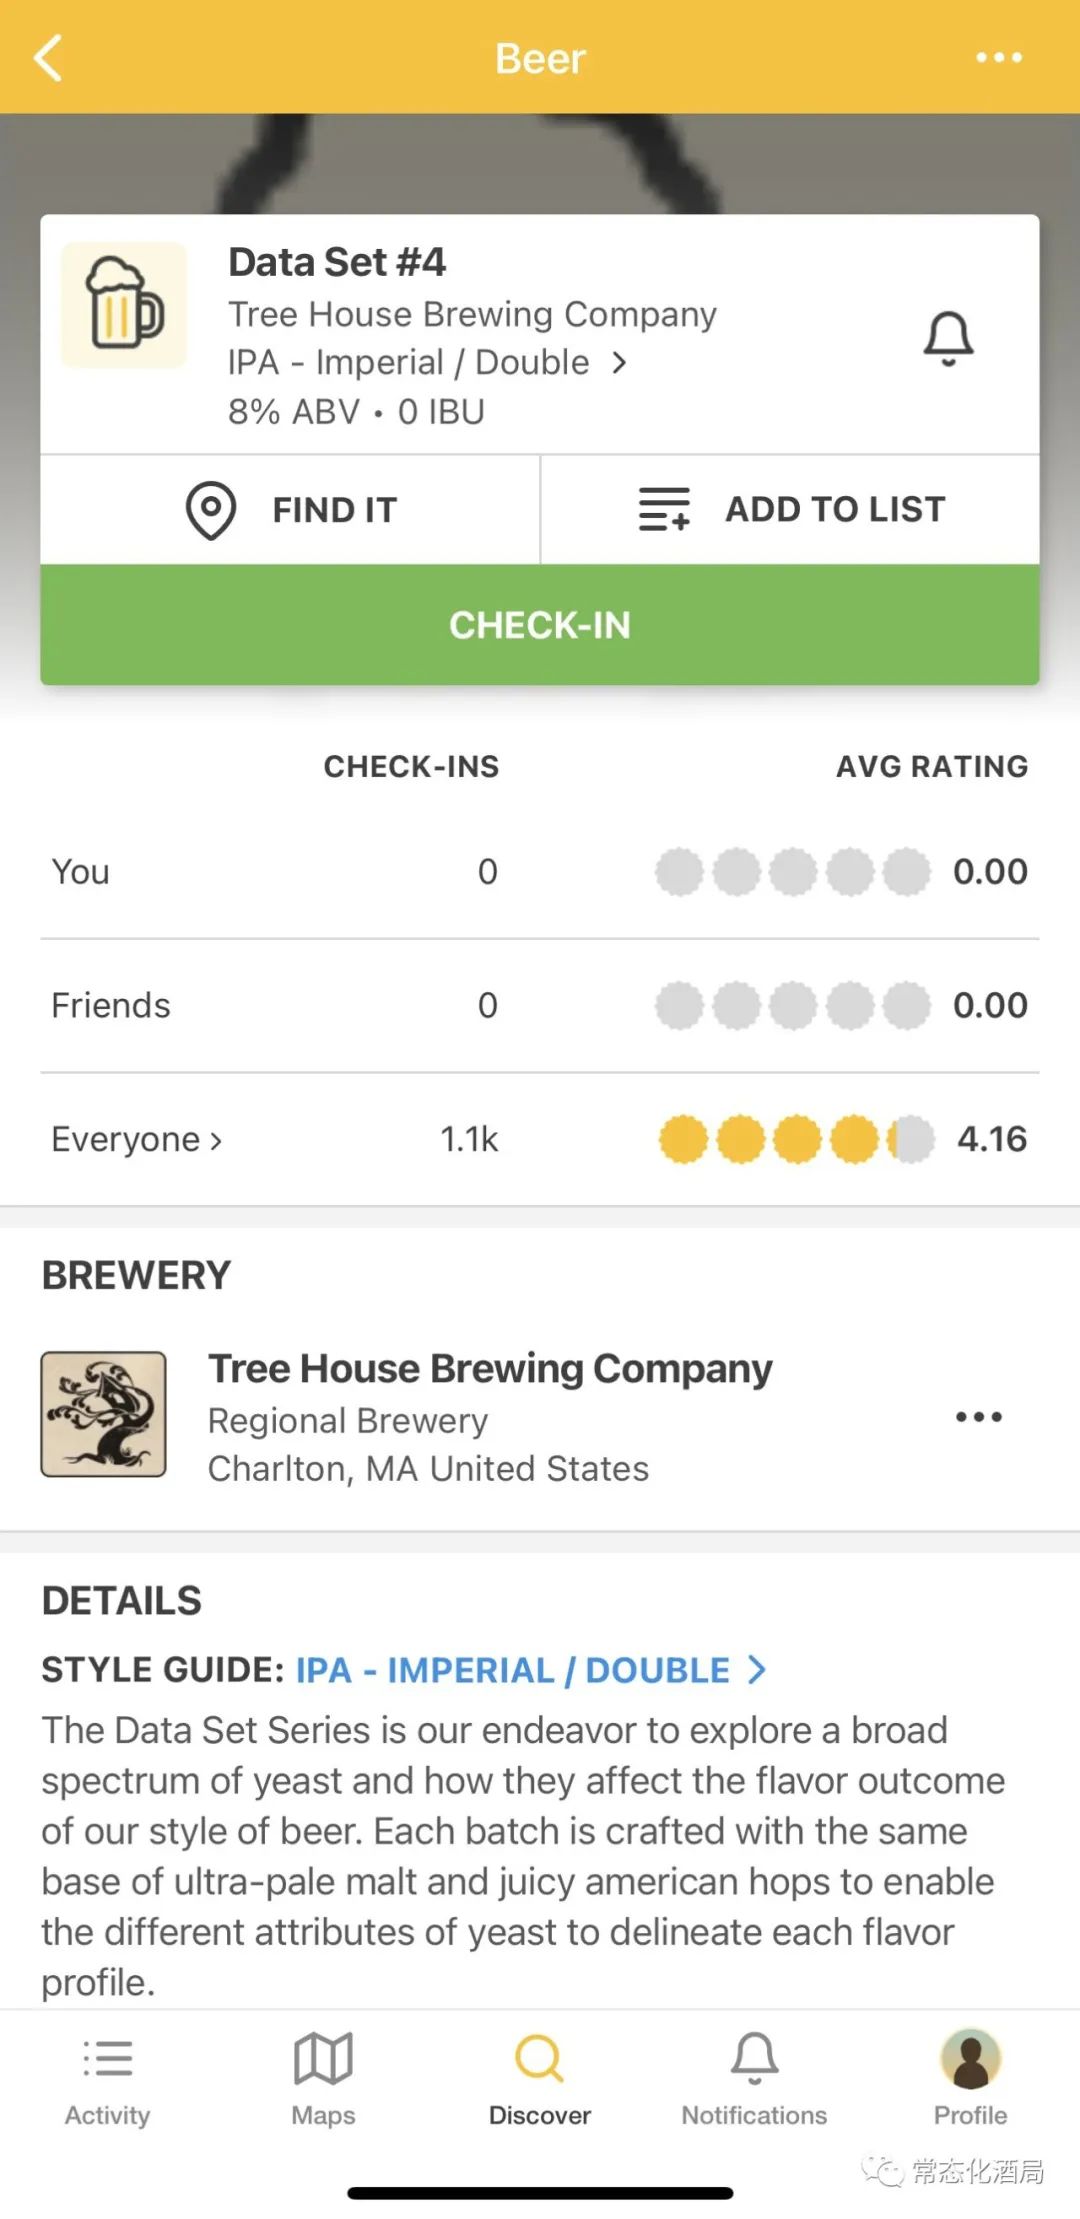 Beer
Data Set #4
Tree House Brewing Company
IPA - Imperial / Double >
8% ABV • 0 IBU
FIND IT
ADD TO LIST
CHECK-IN
CHECK-INS AVG RATING
You 0 0.00
Friends 0 0.00
Everyone > 1.1k 4.16
BREWERY
Tree House Brewing Company
Regional Brewery
Charlton, MA United States
DETAILS
STYLE GUIDE: IPA - IMPERIAL / DOUBLE >
The Data Set Series is our endeavor to explore a broad
spectrum of yeast and how they affect the flavor outcome
of our style of beer. Each batch is crafted with the same
base of ultra-pale malt and juicy american hops to enable
the different attributes of yeast to delineate each flavor
profile.
Activity Maps Discover Notifications Profile
常态化酒局